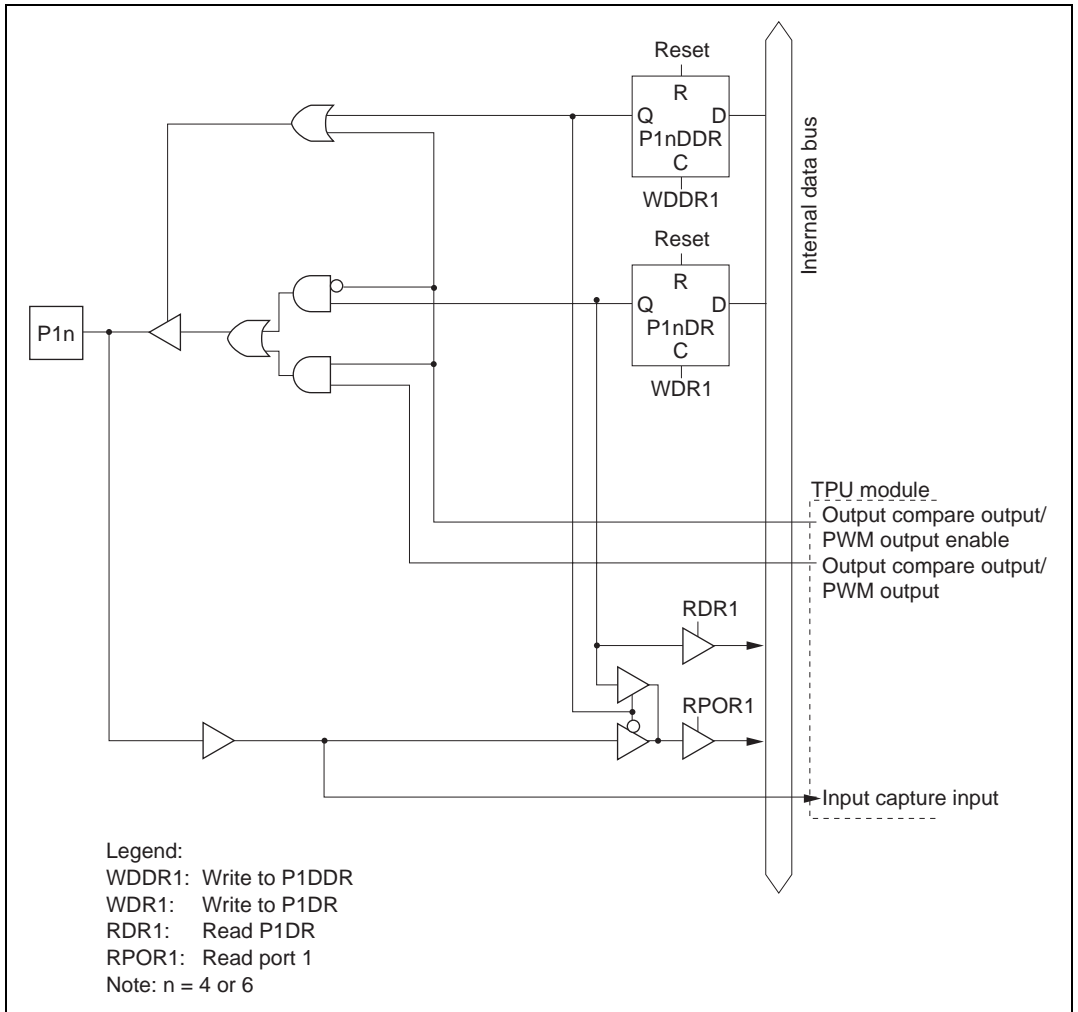 Reset
R
Q D
P1nDDR
C
WDDR1
Reset
R
Q D
P1nDR
C
WDR1
Internal data bus
P1n
TPU module
Output compare output/
PWM output enable
Output compare output/
PWM output
RDR1
RPOR1
Input capture input
Legend:
WDDR1: Write to P1DDR
WDR1: Write to P1DR
RDR1: Read P1DR
RPOR1: Read port 1
Note: n = 4 or 6